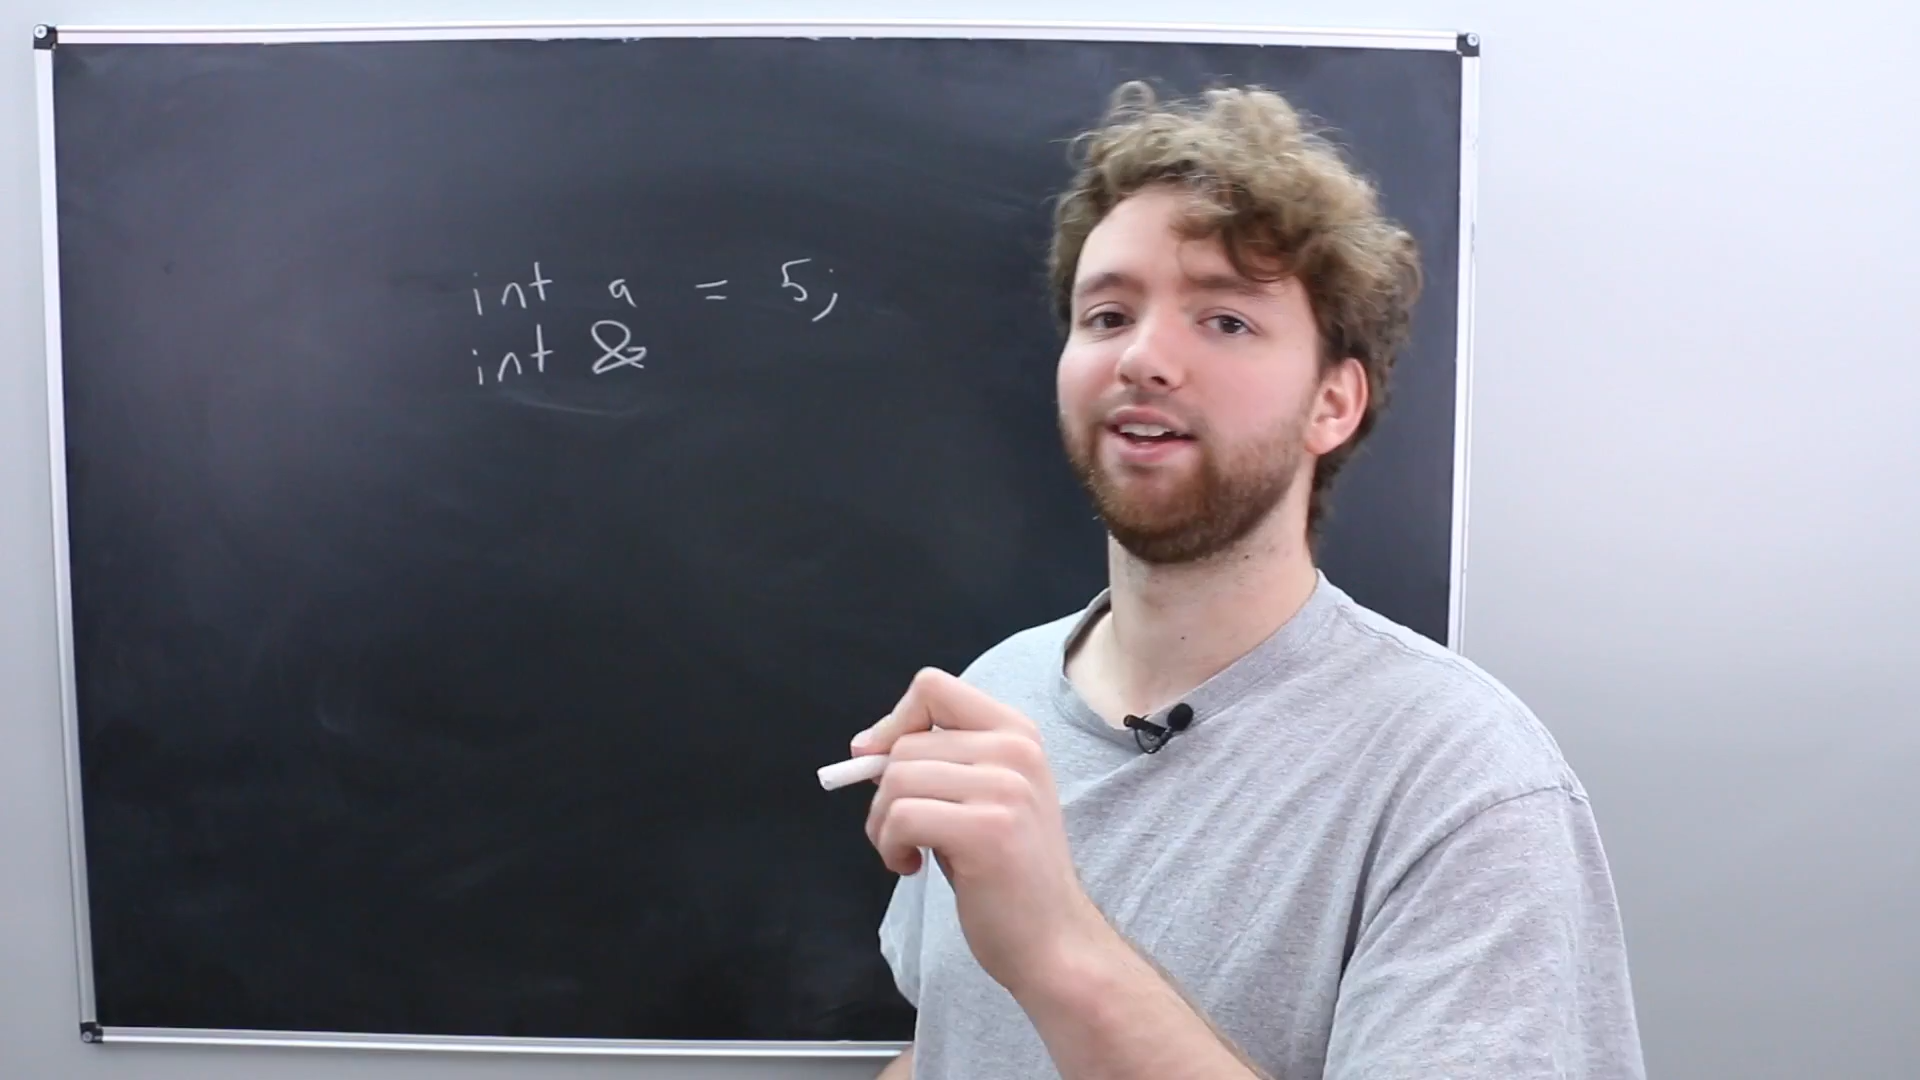 int a = 5;
int &